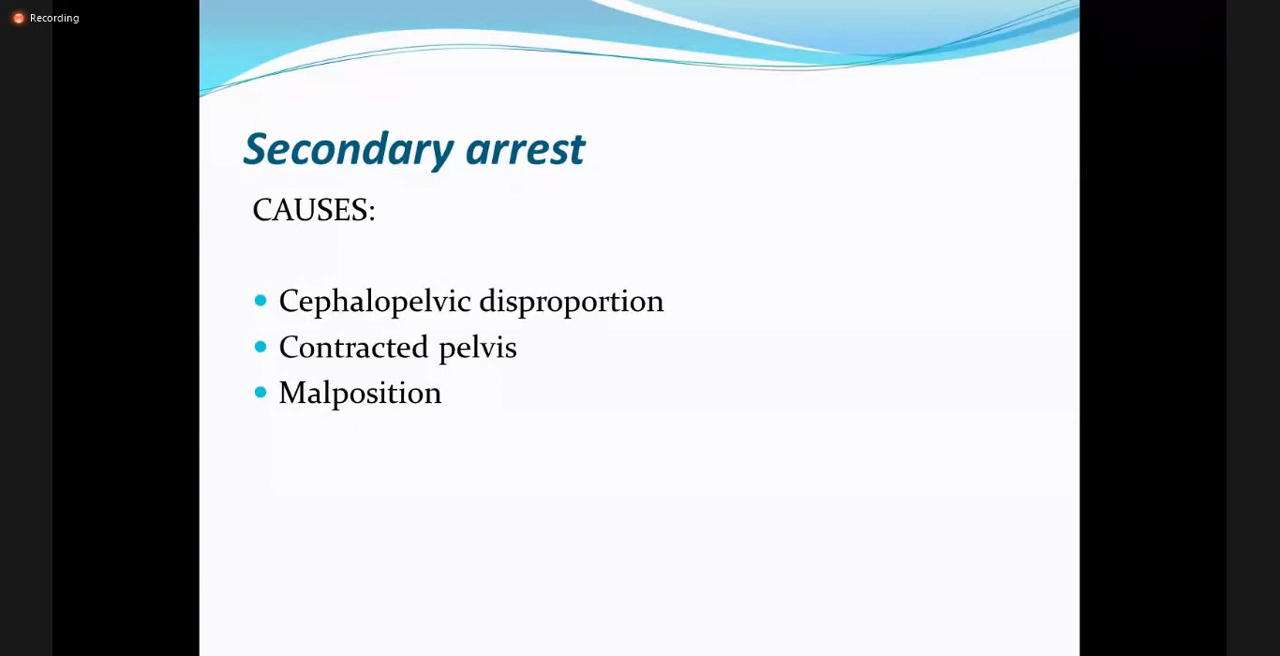 Recording
Secondary arrest
CAUSES:
Cephalopelvic disproportion
Contracted pelvis
Malposition